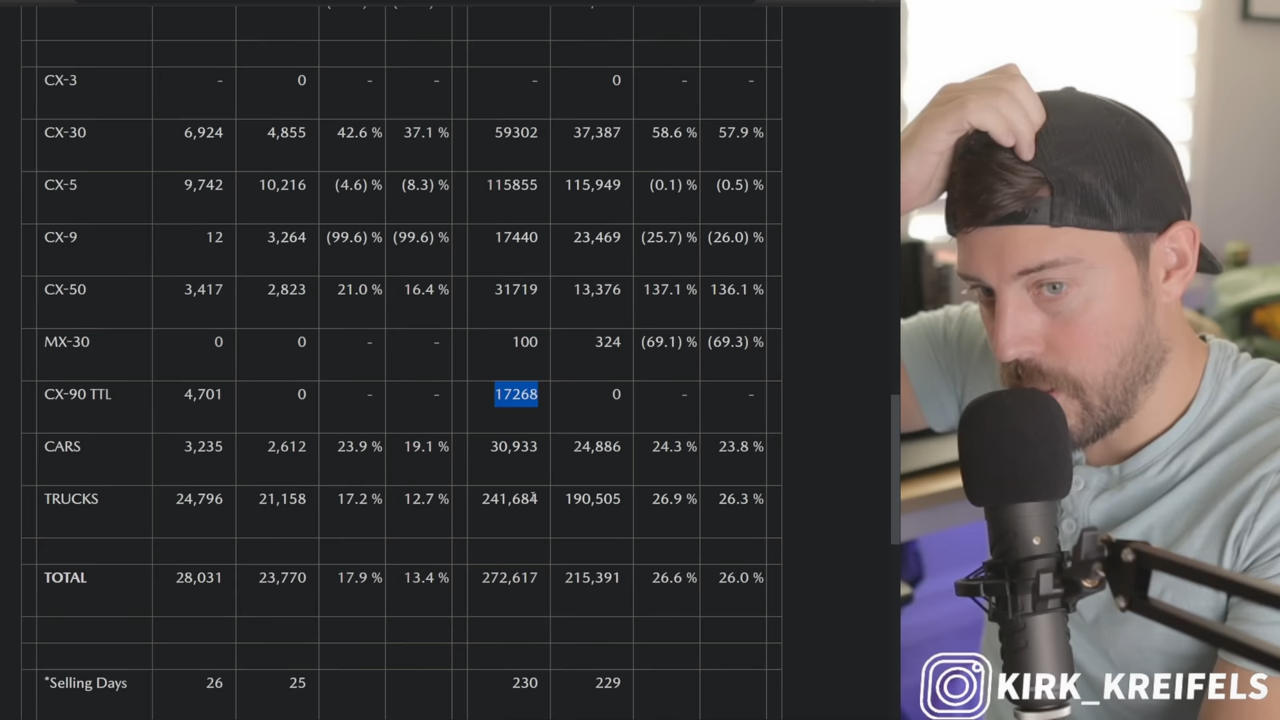 CX-3 - 0 - - - 0 - -
CX-30 6,924 4,855 42.6 % 37.1 % 59302 37,387 58.6 % 57.9 %
CX-5 9,742 10,216 (4.6) % (8.3) % 115855 115,949 (0.1) % (0.5) %
CX-9 12 3,264 (99.6) % (99.6) % 17440 23,469 (25.7) % (26.0) %
CX-50 3,417 2,823 21.0 % 16.4 % 31719 13,376 137.1 % 136.1 %
MX-30 0 0 - - 100 324 (69.1) % (69.3) %
CX-90 TTL 4,701 0 - - 17268 0 - -
CARS 3,235 2,612 23.9 % 19.1 % 30,933 24,886 24.3 % 23.8 %
TRUCKS 24,796 21,158 17.2 % 12.7 % 241,684 190,505 26.9 % 26.3 %
TOTAL 28,031 23,770 17.9 % 13.4 % 272,617 215,391 26.6 % 26.0 %
*Selling Days 26 25 230 229
KIRK_KREIFELS